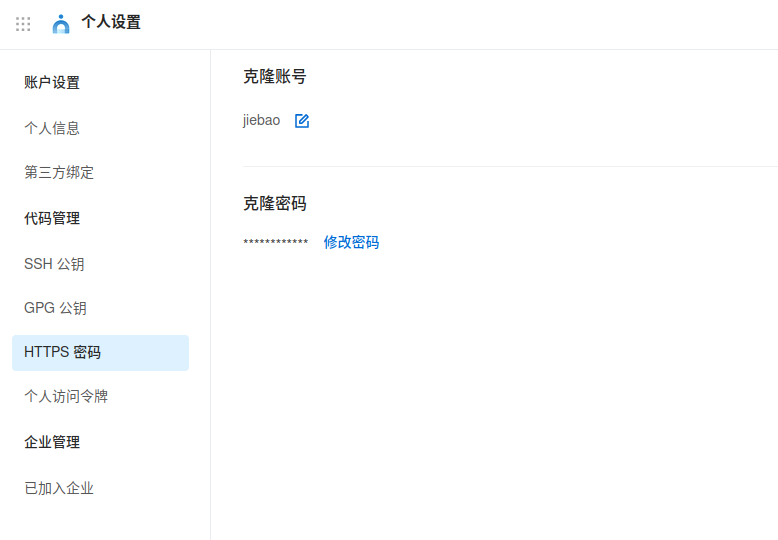 个人设置
账户设置
个人信息
第三方绑定
代码管理
SSH 公钥
GPG 公钥
HTTPS 密码
个人访问令牌
企业管理
已加入企业
克隆账号
jiebao
克隆密码
************ 修改密码